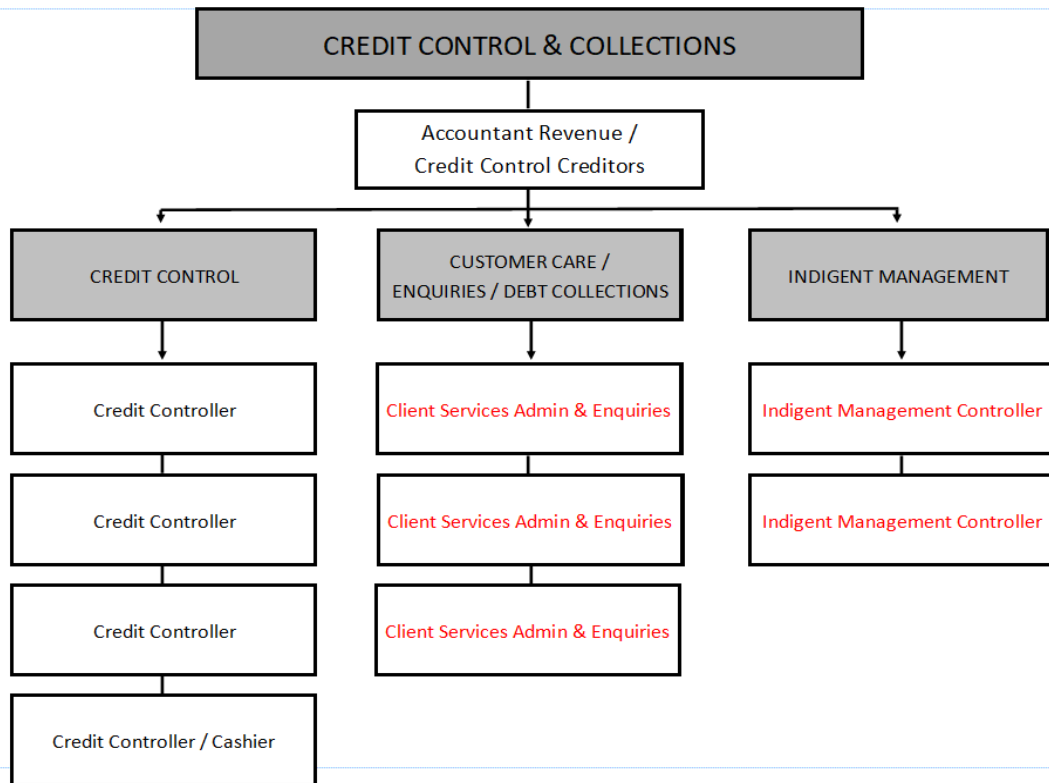 CREDIT CONTROL & COLLECTIONS
Accountant Revenue /
Credit Control Creditors
CREDIT CONTROL
CUSTOMER CARE /
ENQUIRIES / DEBT COLLECTIONS
INDIGENT MANAGEMENT
Credit Controller
Client Services Admin & Enquiries
Indigent Management Controller
Credit Controller
Client Services Admin & Enquiries
Indigent Management Controller
Credit Controller
Client Services Admin & Enquiries
Credit Controller / Cashier